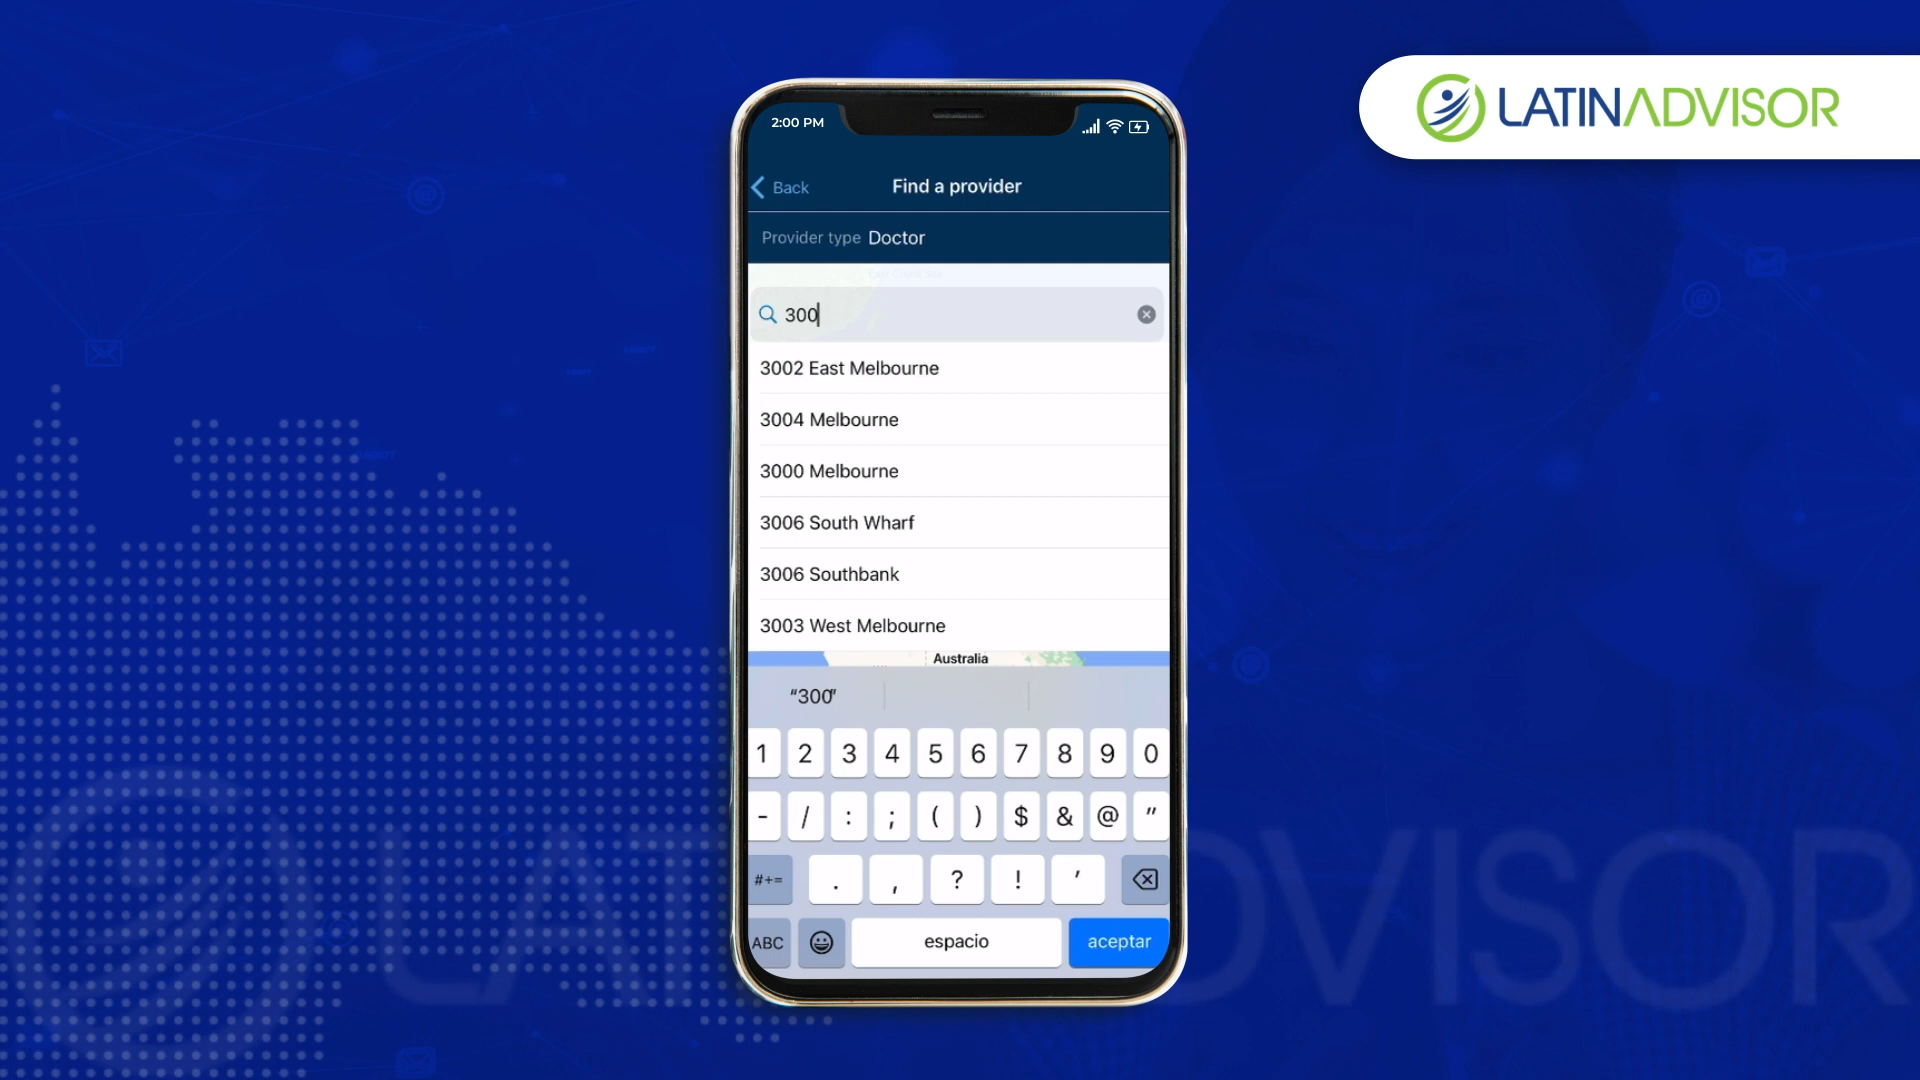 LATINADVISOR
2:00 PM
Back
Find a provider
Provider type Doctor
300
3002 East Melbourne
3004 Melbourne
3000 Melbourne
3006 South Wharf
3006 Southbank
3003 West Melbourne
Australia
“300”
1 2 3 4 5 6 7 8 9 0
- / : ; ( ) $ & @ "
#+= . , ? ! '
ABC espacio aceptar
LATINADVISOR